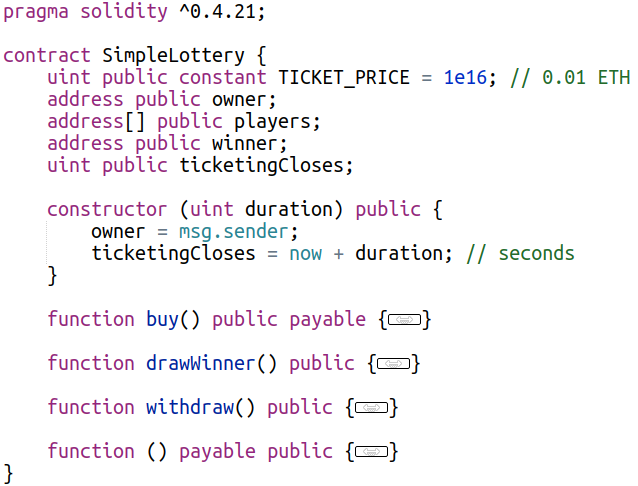 pragma solidity ^0.4.21;
contract SimpleLottery {
uint public constant TICKET_PRICE = 1e16; // 0.01 ETH
address public owner;
address[] public players;
address public winner;
uint public ticketingCloses;
constructor (uint duration) public {
owner = msg.sender;
ticketingCloses = now + duration; // seconds
}
function buy() public payable {}
function drawWinner() public {}
function withdraw() public {}
function () payable public {}
}